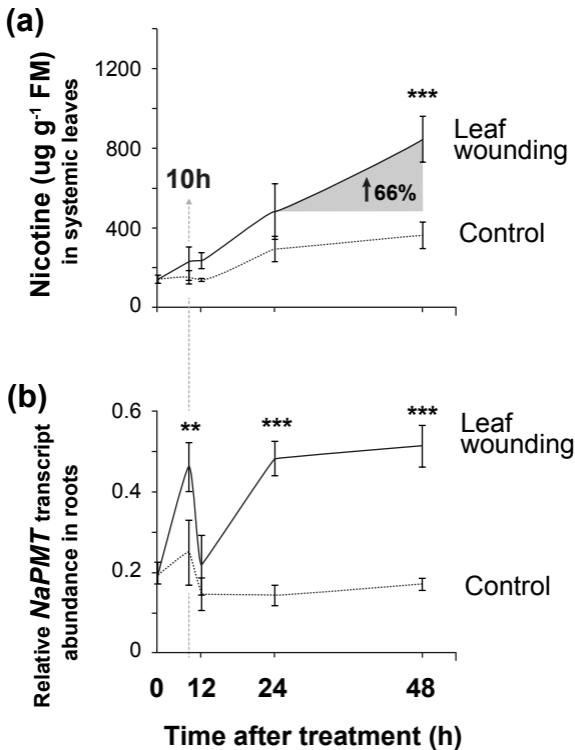 (a)
Nicotine (ug g⁻¹ FM)
in systemic leaves
1200
800
400
0
10h
***
Leaf
wounding
↑66%
Control
(b)
Relative NaPMT transcript
abundance in roots
0.6
0.4
0.2
0
**
***
***
Leaf
wounding
Control
0
12
24
48
Time after treatment (h)